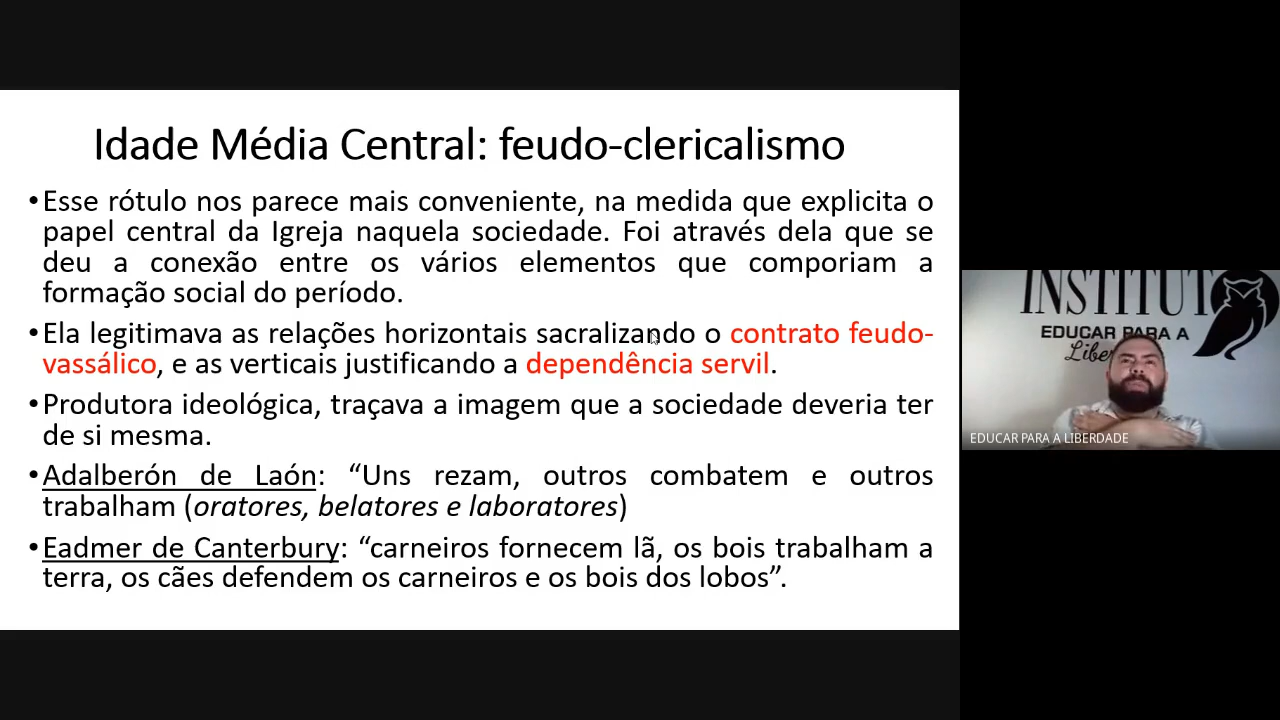 Idade Média Central: feudo-clericalismo
•Esse rótulo nos parece mais conveniente, na medida que explicita o
papel central da Igreja naquela sociedade. Foi através dela que se
deu a conexão entre os vários elementos que comporiam a
formação social do período.
•Ela legitimava as relações horizontais sacralizando o contrato feudo-
vassálico, e as verticais justificando a dependência servil.
•Produtora ideológica, traçava a imagem que a sociedade deveria ter
de si mesma.
•Adalberón de Laón: “Uns rezam, outros combatem e outros
trabalham (oratores, belatores e laboratores)
•Eadmer de Canterbury: “carneiros fornecem lã, os bois trabalham a
terra, os cães defendem os carneiros e os bois dos lobos”.
INSTITUT
EDUCAR PARA A
Liber
EDUCAR PARA A LIBERDADE